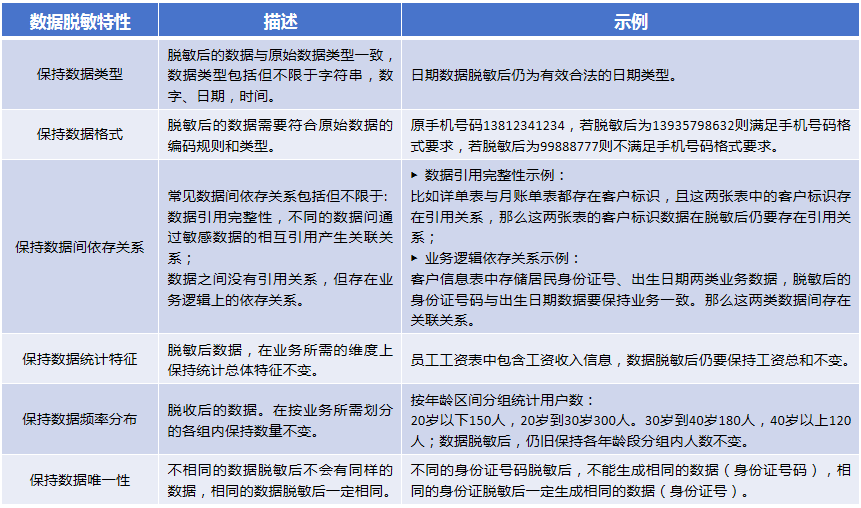 数据脱敏特性
描述
示例
保持数据类型
脱敏后的数据与原始数据类型一致，
数据类型包括但不限于字符串，数
字、日期，时间。
日期数据脱敏后仍为有效合法的日期类型。
保持数据格式
脱敏后的数据需要符合原始数据的
编码规则和类型。
原手机号码13812341234，若脱敏后为13935798632则满足手机号码格
式要求，若脱敏后为99888777则不满足手机号码格式要求。
保持数据间依存关系
常见数据间依存关系包括但不限于:
数据引用完整性，不同的数据问通
过敏感数据的相互引用产生关联关
系；
数据之间没有引用关系，但存在业
务逻辑上的依存关系。
▶ 数据引用完整性示例：
比如详单表与月账单表都存在客户标识，且这两张表中的客户标识存
在引用关系，那么这两张表的客户标识数据在脱敏后仍要存在引用关
系；
▶ 业务逻辑依存关系示例：
客户信息表中存储居民身份证号、出生日期两类业务数据，脱敏后的
身份证号码与出生日期数据要保持业务一致。那么这两类数据间存在
关联关系。
保持数据统计特征
脱敏后数据，在业务所需的维度上
保持统计总体特征不变。
员工工资表中包含工资收入信息，数据脱敏后仍要保持工资总和不变。
保持数据频率分布
脱收后的数据。在按业务所需划分
的各组内保持数量不变。
按年龄区间分组统计用户数：
20岁以下150人，20岁到30岁300人。30岁到40岁180人，40岁以上120
人；数据脱敏后，仍旧保持各年龄段分组内人数不变。
保持数据唯一性
不相同的数据脱敏后不会有同样的
数据，相同的数据脱敏后一定相同。
不同的身份证号码脱敏后，不能生成相同的数据（身份证号码），相
同的身份证脱敏后一定生成相同的数据（身份证号）。